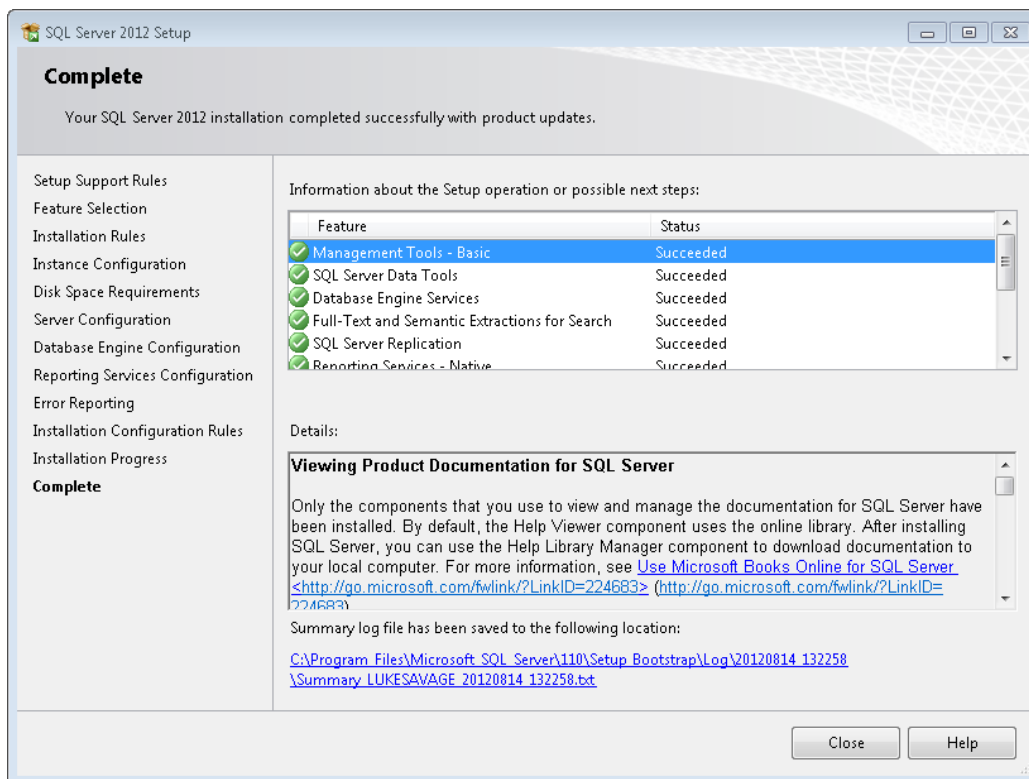 SQL Server 2012 Setup
Complete
Your SQL Server 2012 installation completed successfully with product updates.
Setup Support Rules
Feature Selection
Installation Rules
Instance Configuration
Disk Space Requirements
Server Configuration
Database Engine Configuration
Reporting Services Configuration
Error Reporting
Installation Configuration Rules
Installation Progress
Complete
Information about the Setup operation or possible next steps:
Feature Status
Management Tools - Basic Succeeded
SQL Server Data Tools Succeeded
Database Engine Services Succeeded
Full-Text and Semantic Extractions for Search Succeeded
SQL Server Replication Succeeded
Reporting Services - Native Succeeded
Details:
Viewing Product Documentation for SQL Server
Only the components that you use to view and manage the documentation for SQL Server have
been installed. By default, the Help Viewer component uses the online library. After installing
SQL Server, you can use the Help Library Manager component to download documentation to
your local computer. For more information, see Use Microsoft Books Online for SQL Server
<http://go.microsoft.com/fwlink/?LinkID=224683> (http://go.microsoft.com/fwlink/?LinkID=
224683)
Summary log file has been saved to the following location:
C:\Program Files\Microsoft SQL Server\110\Setup Bootstrap\Log\20120814_132258
\Summary_LUKESAVAGE_20120814_132258.txt
Close Help